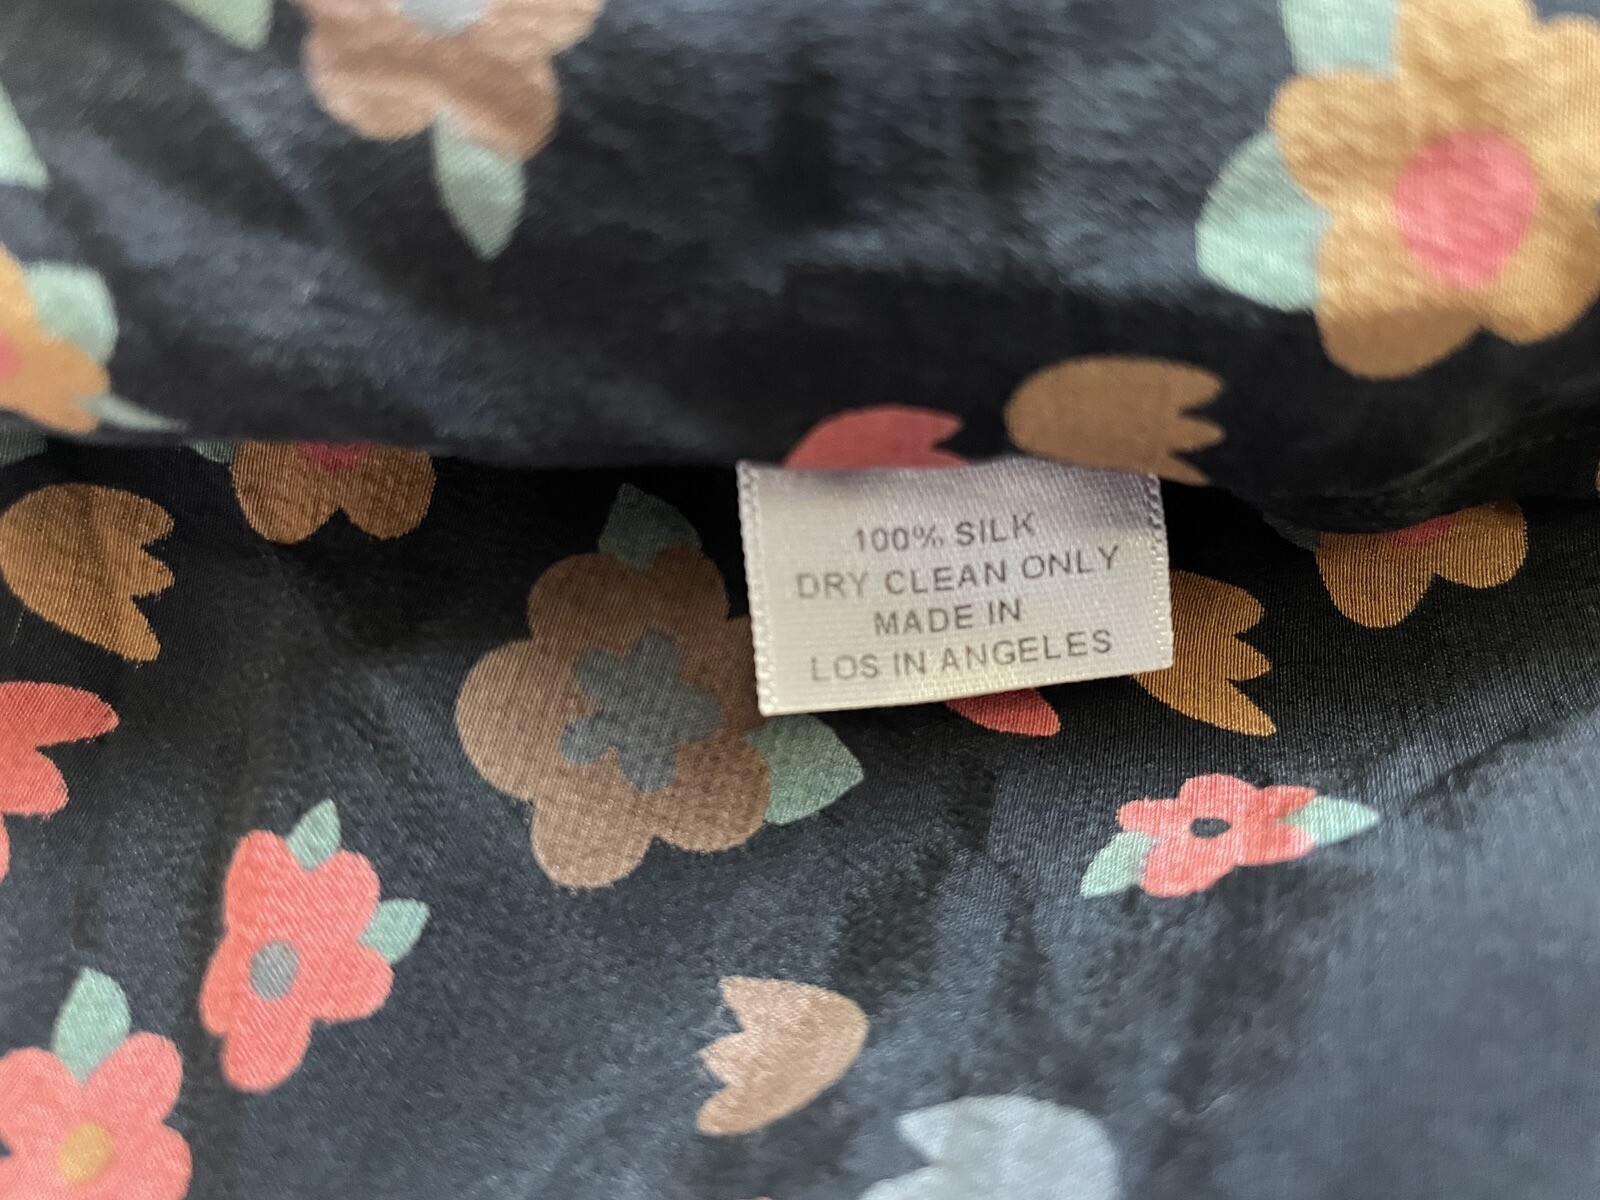 100% SILK
DRY CLEAN ONLY
MADE IN
LOS IN ANGELES